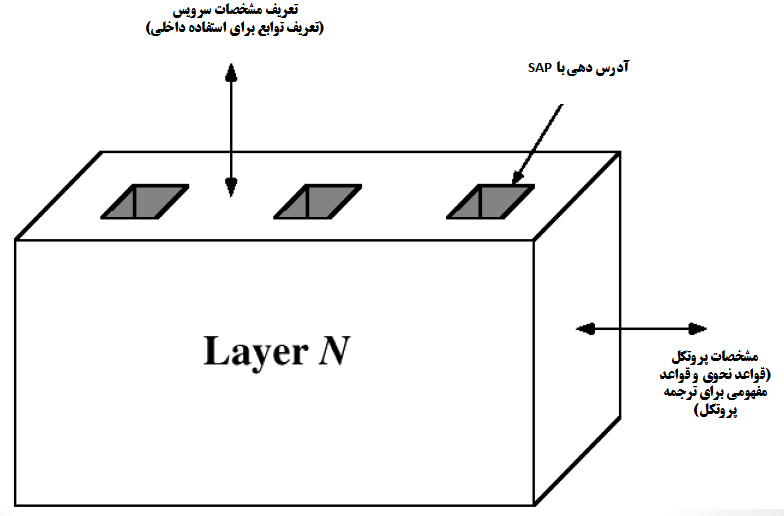 تعریف مشخصات سرویس
(تعریف توابع برای استفاده داخلی)
آدرس دهی با SAP
Layer N
مشخصات پروتکل
(قواعد نحوی و قواعد
مفهومی برای ترجمه
پروتکل)